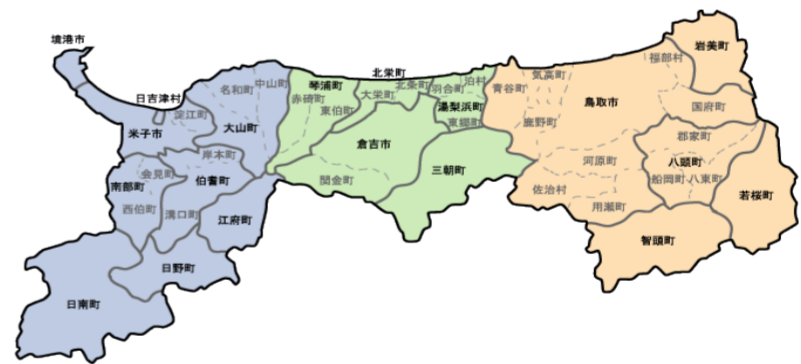 境港市
日吉津村
淀江町
米子市
名和町
中山町
大山町
岸本町
会見町
南部町
伯耆町
西伯町
溝口町
江府町
日野町
日南町
琴浦町
赤碕町
東伯町
北栄町
大栄町
北条町
羽合町
泊村
湯梨浜町
東郷町
倉吉市
関金町
三朝町
青谷町
気高町
鹿野町
鳥取市
福部村
岩美町
国府町
郡家町
河原町
八頭町
船岡町
八東町
佐治村
用瀬町
若桜町
智頭町